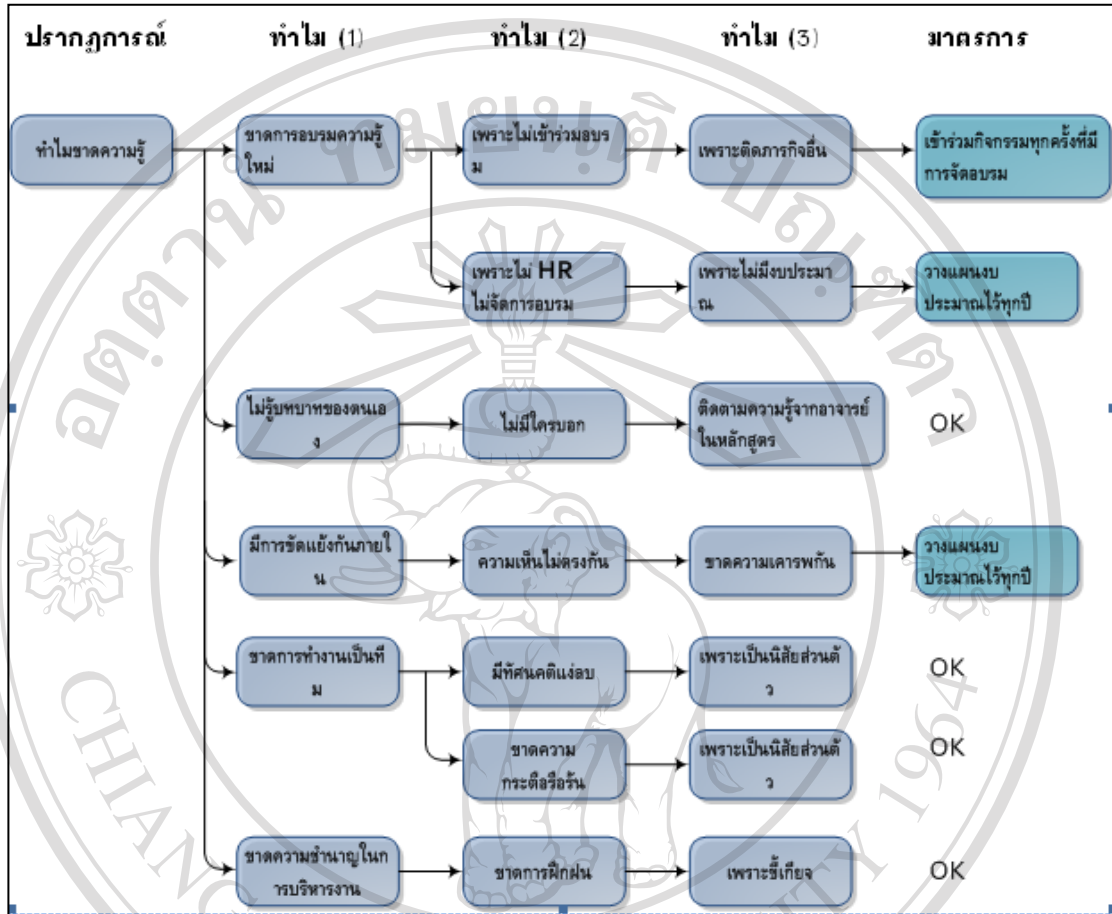 ปรากฏการณ์ ทำไม (1) ทำไม (2) ทำไม (3) มาตรการ
ทำไมขาดความรู้
ขาดการอบรมความรู้
ใหม่
เพราะไม่เข้าร่วมอบร
ม
เพราะติดภารกิจอื่น
เข้าร่วมกิจกรรมทุกครั้งที่มี
การจัดอบรม
เพราะไม่ HR
ไม่จัดการอบรม
เพราะไม่มีงบประมา
ณ
วางแผนงบ
ประมาณไว้ทุกปี
ไม่รู้บทบาทของตนเอ
ง
ไม่มีใครบอก
ติดตามความรู้จากอาจารย์
ในหลักสูตร
OK
มีการขัดแย้งกันภายใ
น
ความเห็นไม่ตรงกัน
ขาดความเคารพกัน
วางแผนงบ
ประมาณไว้ทุกปี
ขาดการทำงานเป็นที
ม
มีทัศนคติแง่ลบ
เพราะเป็นนิสัยส่วนตั
ว
OK
ขาดความ
กระตือรือร้น
เพราะเป็นนิสัยส่วนตั
ว
OK
ขาดความชำนาญในก
ารบริหารงาน
ขาดการฝึกฝน
เพราะขี้เกียจ
OK